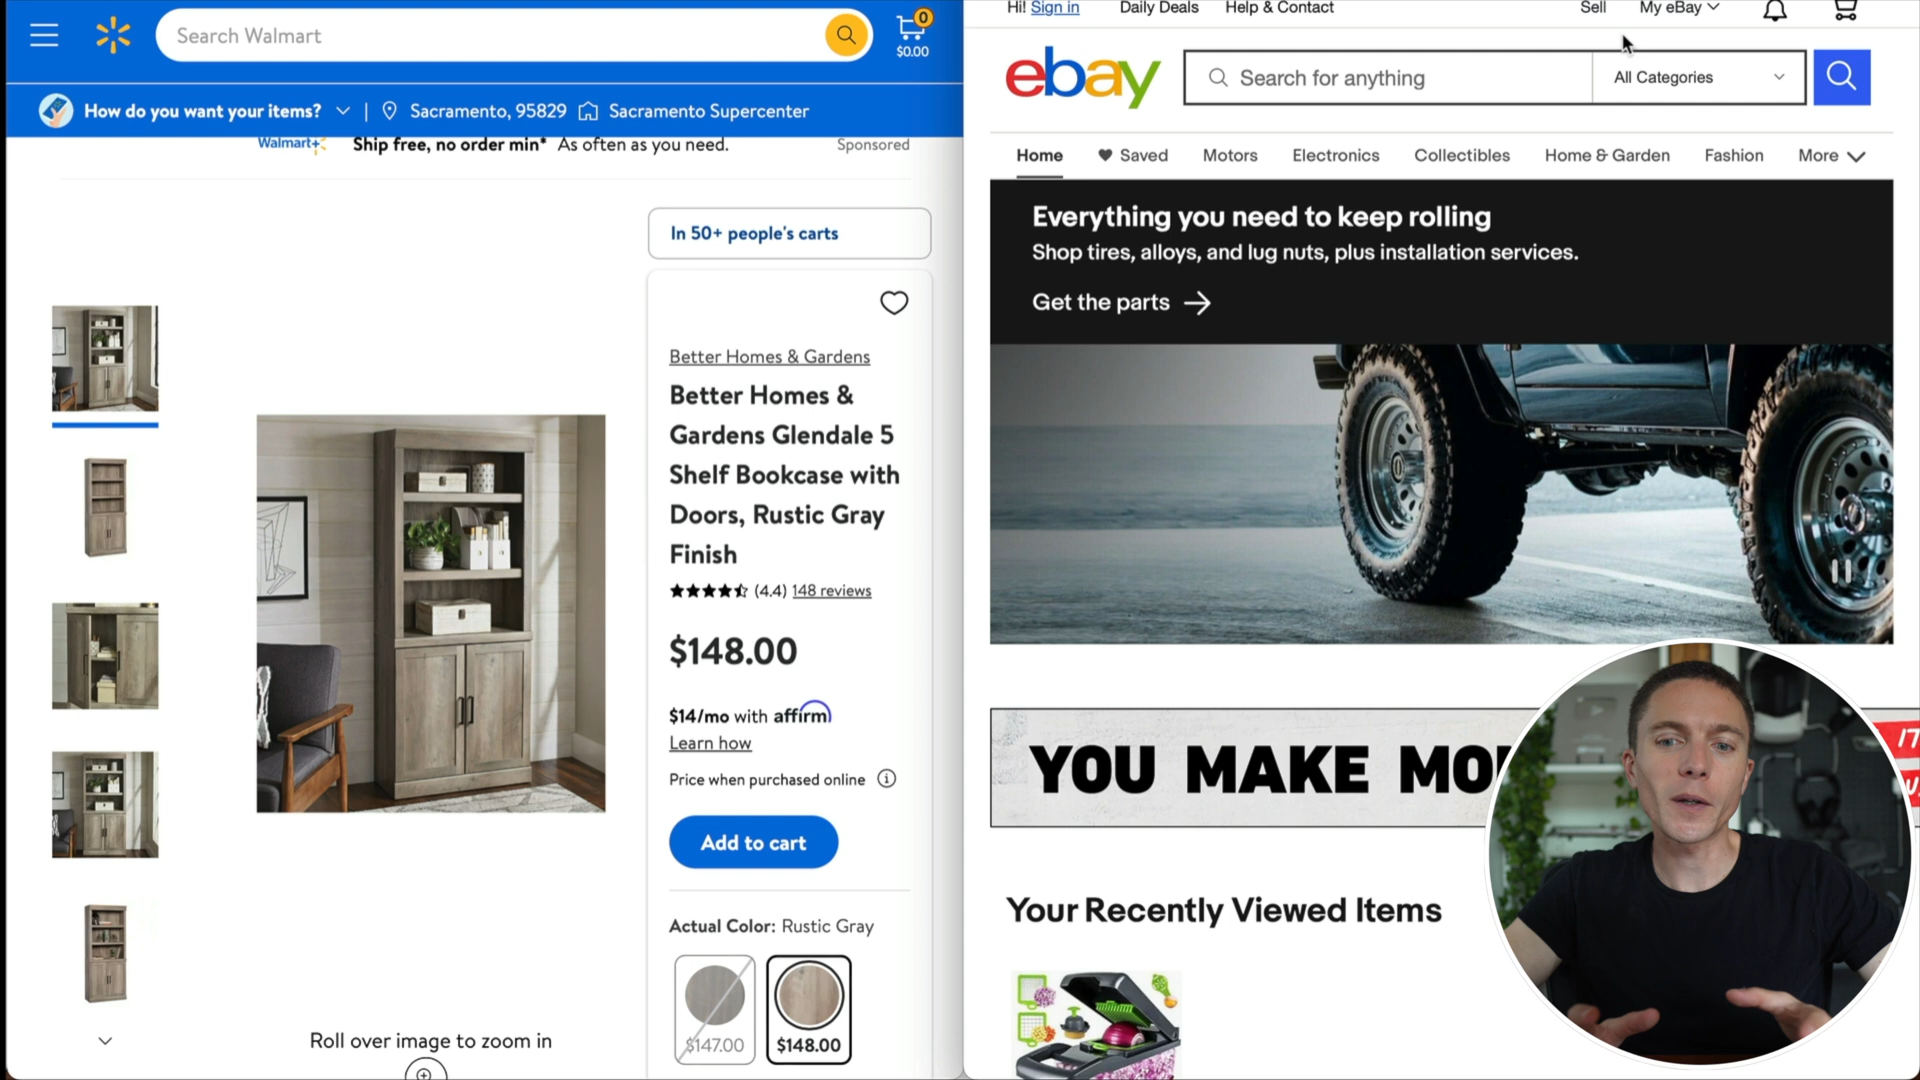 Search Walmart
0
$0.00
How do you want your items?
Sacramento, 95829
Sacramento Supercenter
Walmart+
Ship free, no order min* As often as you need.
Sponsored
In 50+ people's carts
Better Homes & Gardens
Better Homes &
Gardens Glendale 5
Shelf Bookcase with
Doors, Rustic Gray
Finish
(4.4) 148 reviews
$148.00
$14/mo with affirm
Learn how
Price when purchased online
Add to cart
Actual Color: Rustic Gray
$147.00
$148.00
Roll over image to zoom in
Hi! Sign in
Daily Deals
Help & Contact
Sell
My eBay
ebay
Search for anything
All Categories
Home
Saved
Motors
Electronics
Collectibles
Home & Garden
Fashion
More
Everything you need to keep rolling
Shop tires, alloys, and lug nuts, plus installation services.
Get the parts
YOU MAKE
Your Recently Viewed Items